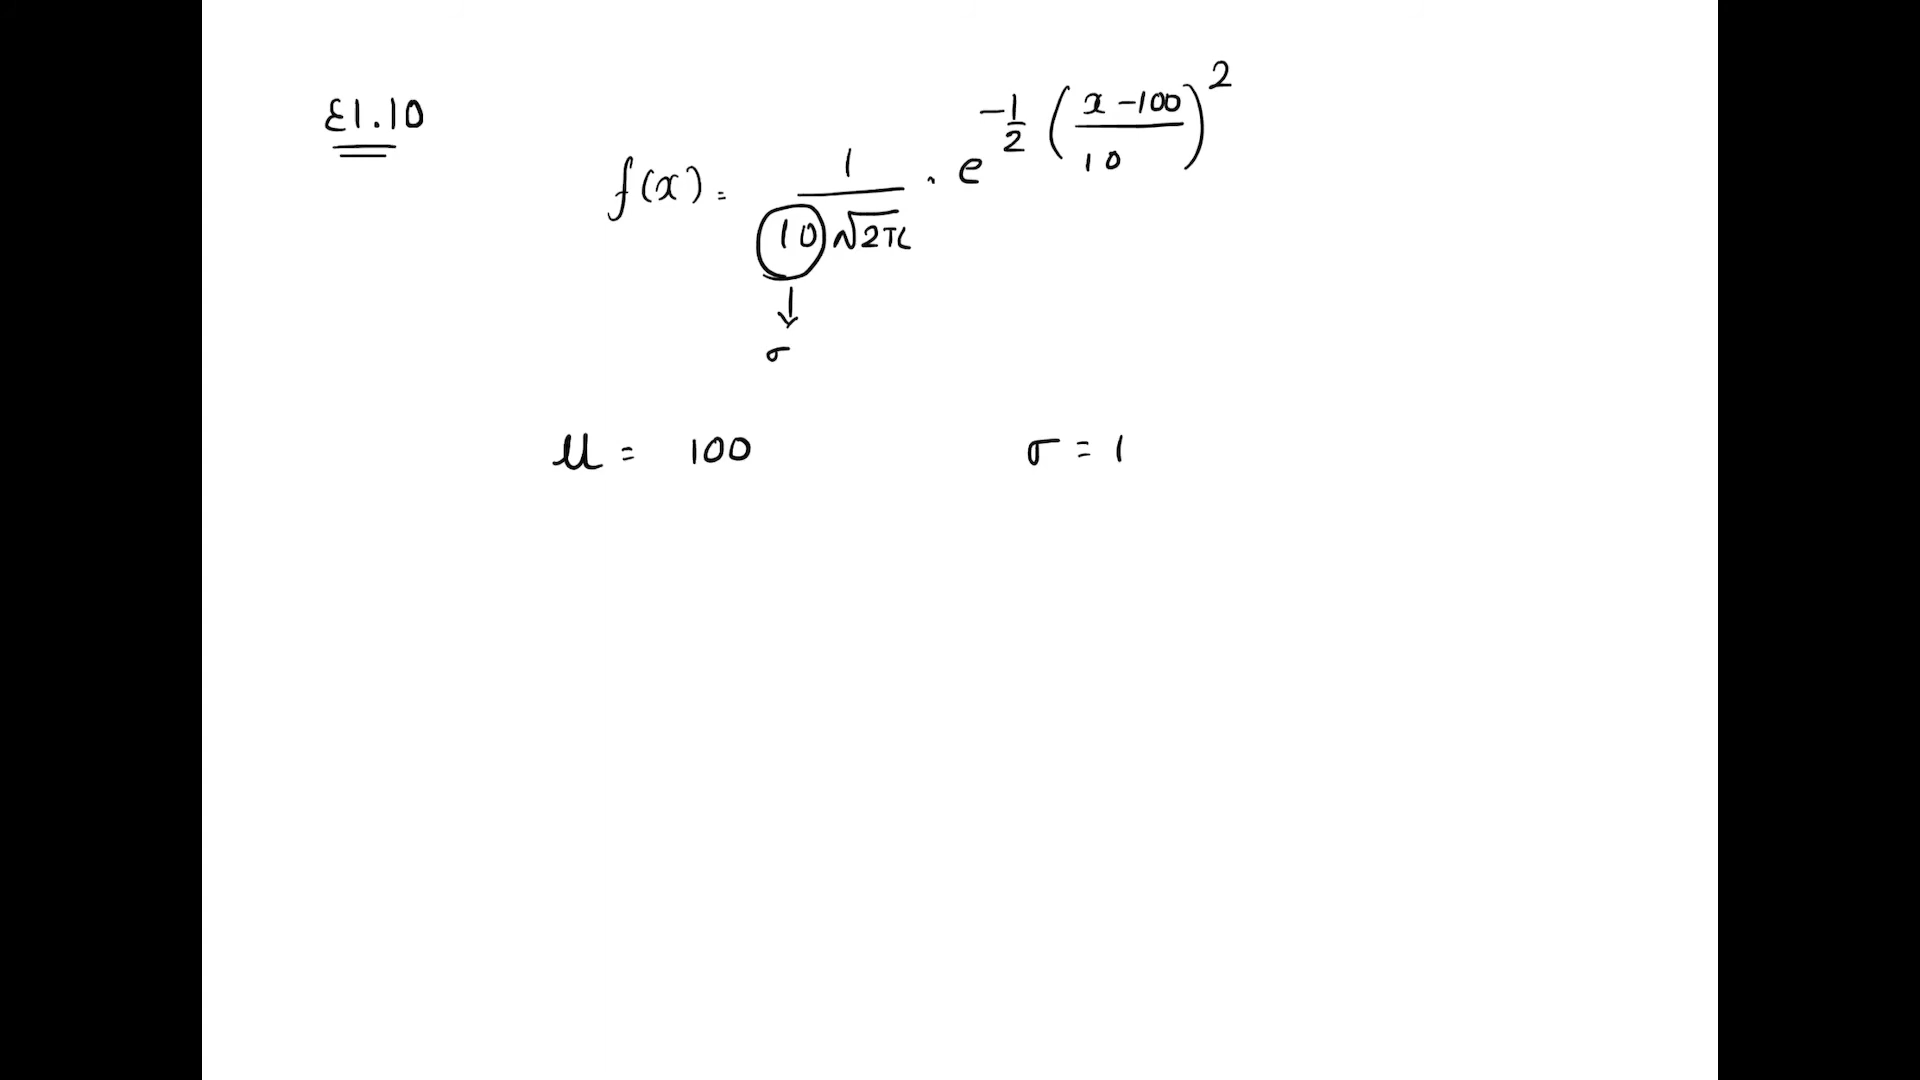 E1.10
f(x) = 1 / (10√2π) · e^(-1/2 ((x - 100) / 10)^2)
↓
σ
μ = 100 σ = 1